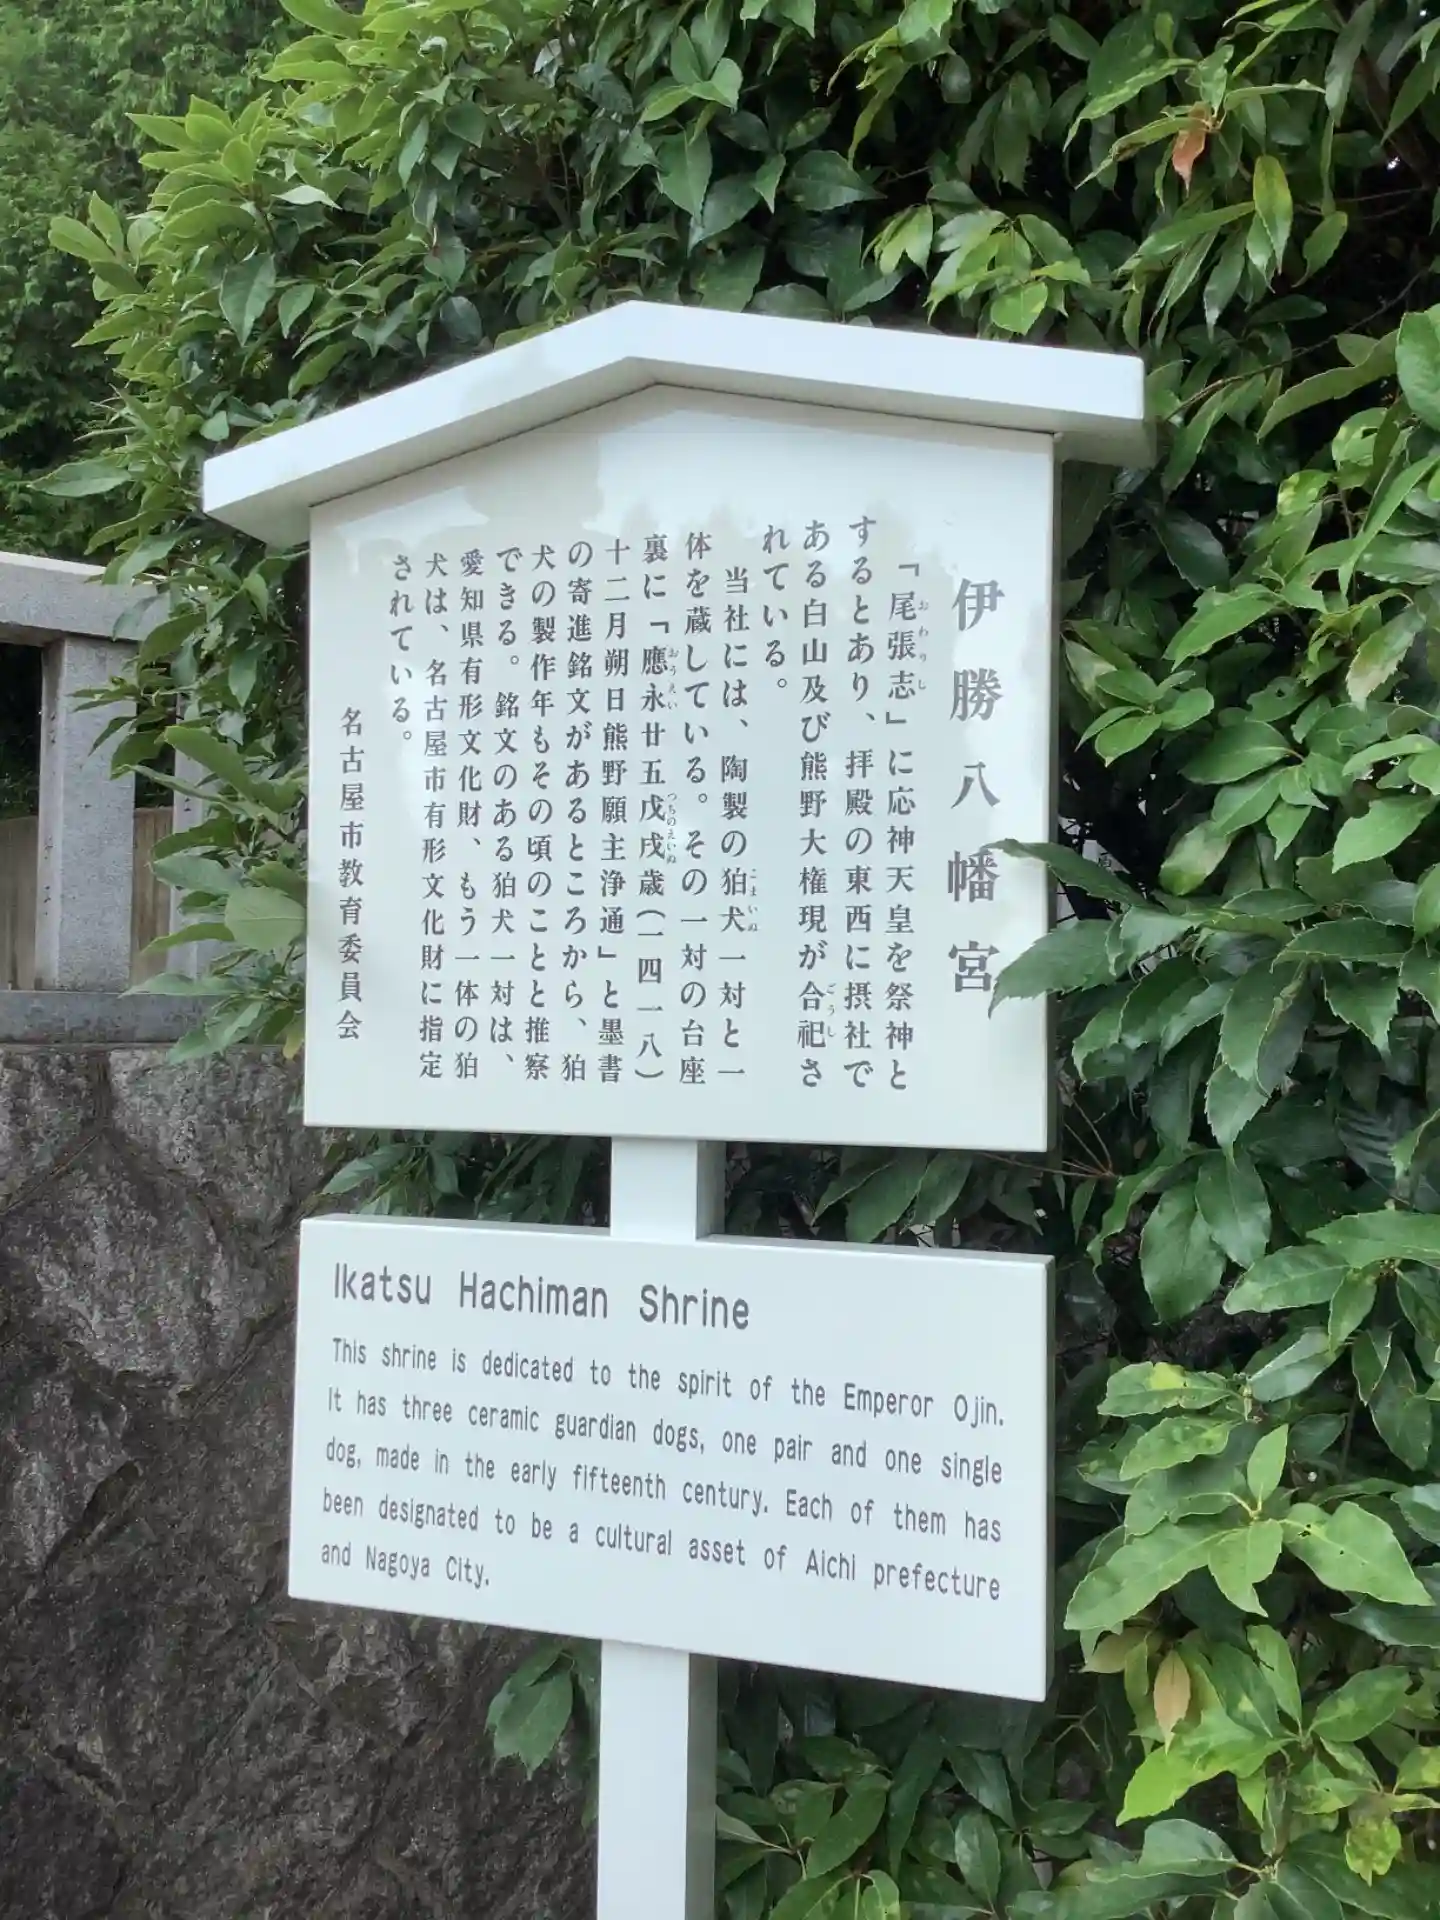 伊勝八幡宮
「尾張志」に応神天皇を祭神と
するとあり、拝殿の東西に摂社で
ある白山及び熊野大権現が合祀さ
れている。
当社には、陶製の狛犬一対と一
体を蔵している。その一対の台座
裏に「應永廿五戊戌歳(一四一八)
十二月朔日熊野願主浄通」と墨書
の寄進銘文があるところから、狛
犬の製作年もその頃のことと推察
できる。銘文のある狛犬一対は、
愛知県有形文化財、もう一体の狛
犬は、名古屋市有形文化財に指定
されている。
名古屋市教育委員会
Ikatsu Hachiman Shrine
This shrine is dedicated to the spirit of the Emperor Ojin.
It has three ceramic guardian dogs, one pair and one single
dog, made in the early fifteenth century. Each of them has
been designated to be a cultural asset of Aichi prefecture
and Nagoya City.